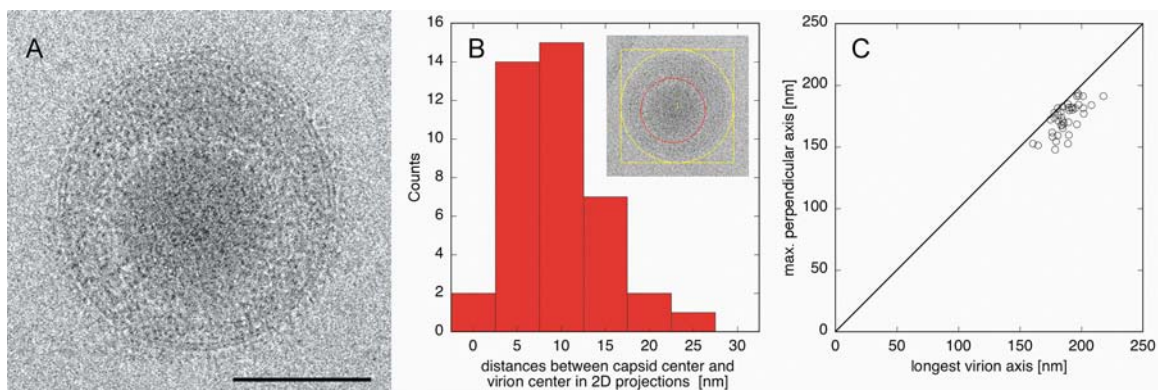 A
B
16
14
12
10
8
6
4
2
0
Counts
0 5 10 15 20 25 30
distances between capsid center and
virion center in 2D projections [nm]
C
250
200
150
100
50
0
max. perpendicular axis [nm]
0 50 100 150 200 250
longest virion axis [nm]